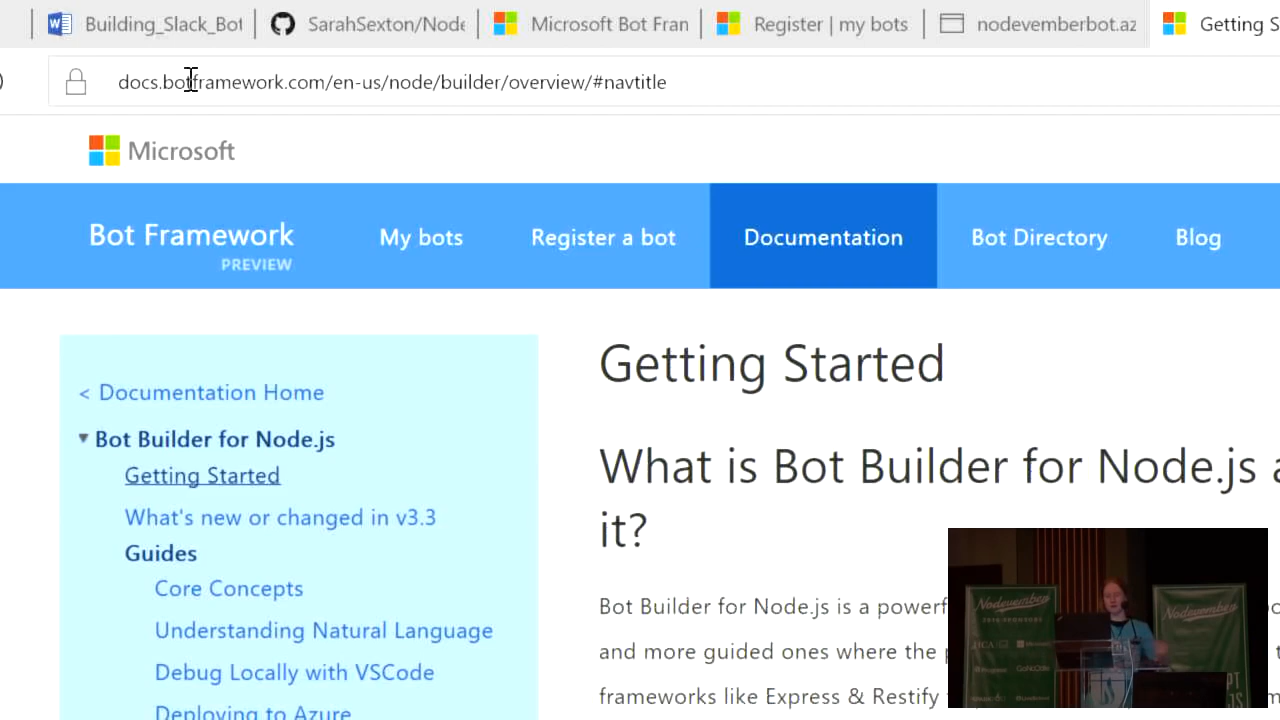 Building_Slack_Bot
SarahSexton/Node
Microsoft Bot Fran
Register | my bots
nodevemberbot.az
Getting S
docs.botframework.com/en-us/node/builder/overview/#navtitle
Microsoft
Bot Framework
PREVIEW
My bots
Register a bot
Documentation
Bot Directory
Blog
< Documentation Home
Bot Builder for Node.js
Getting Started
What's new or changed in v3.3
Guides
Core Concepts
Understanding Natural Language
Debug Locally with VSCode
Deploying to Azure
Getting Started
What is Bot Builder for Node.js a
it?
Bot Builder for Node.js is a powerf
and more guided ones where the p
frameworks like Express & Restify
Nodevember
2016 SPONSORS
Nodevember